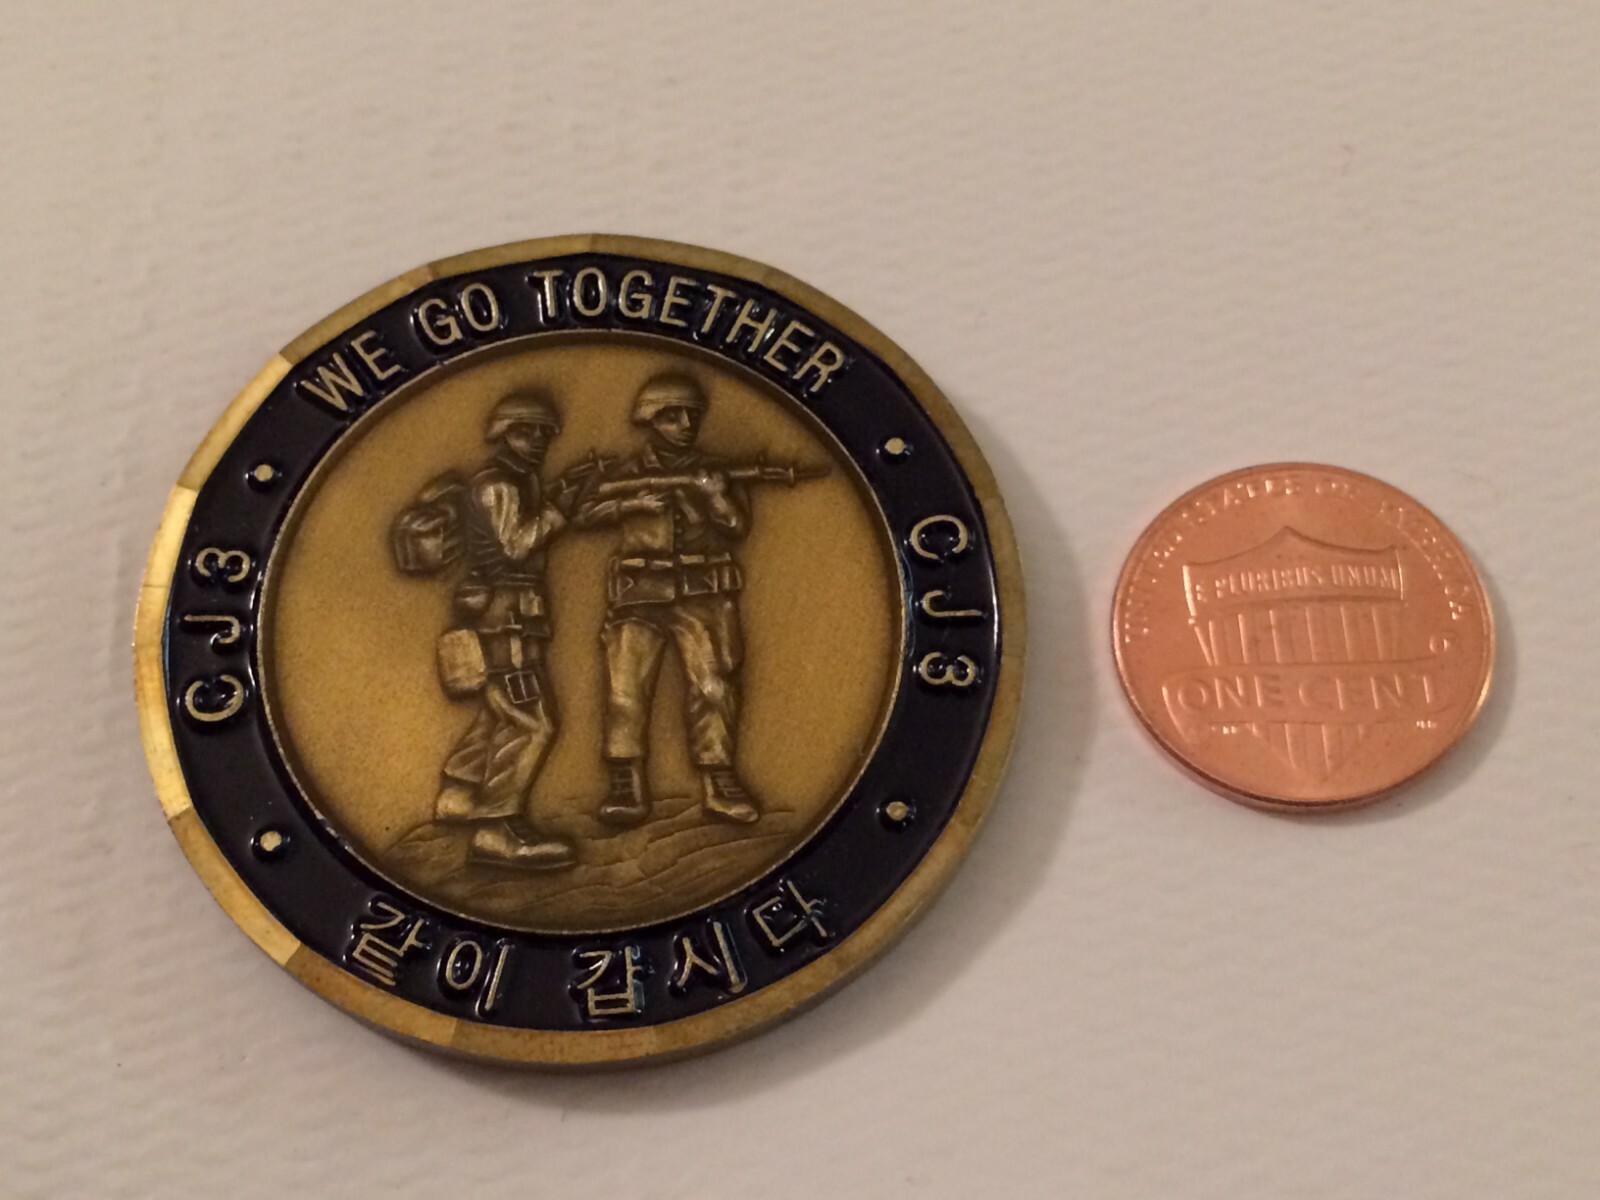 WE GO TOGETHER
CJ3
CJ3
같이 갑시다
UNITED STATES OF AMERICA
E PLURIBUS UNUM
ONE CENT